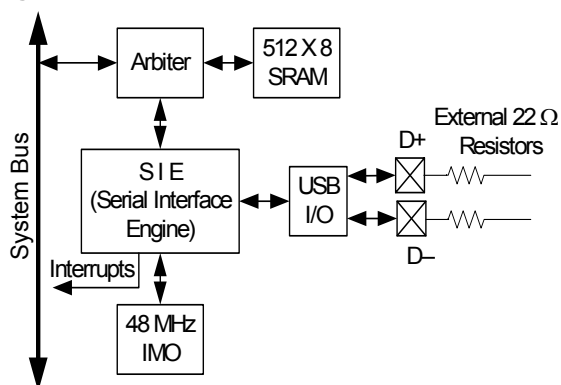 System Bus
Arbiter
512 X 8
SRAM
External 22 Ω
Resistors
D+
S I E
(Serial Interface
Engine)
USB
I/O
D–
Interrupts
48 MHz
IMO